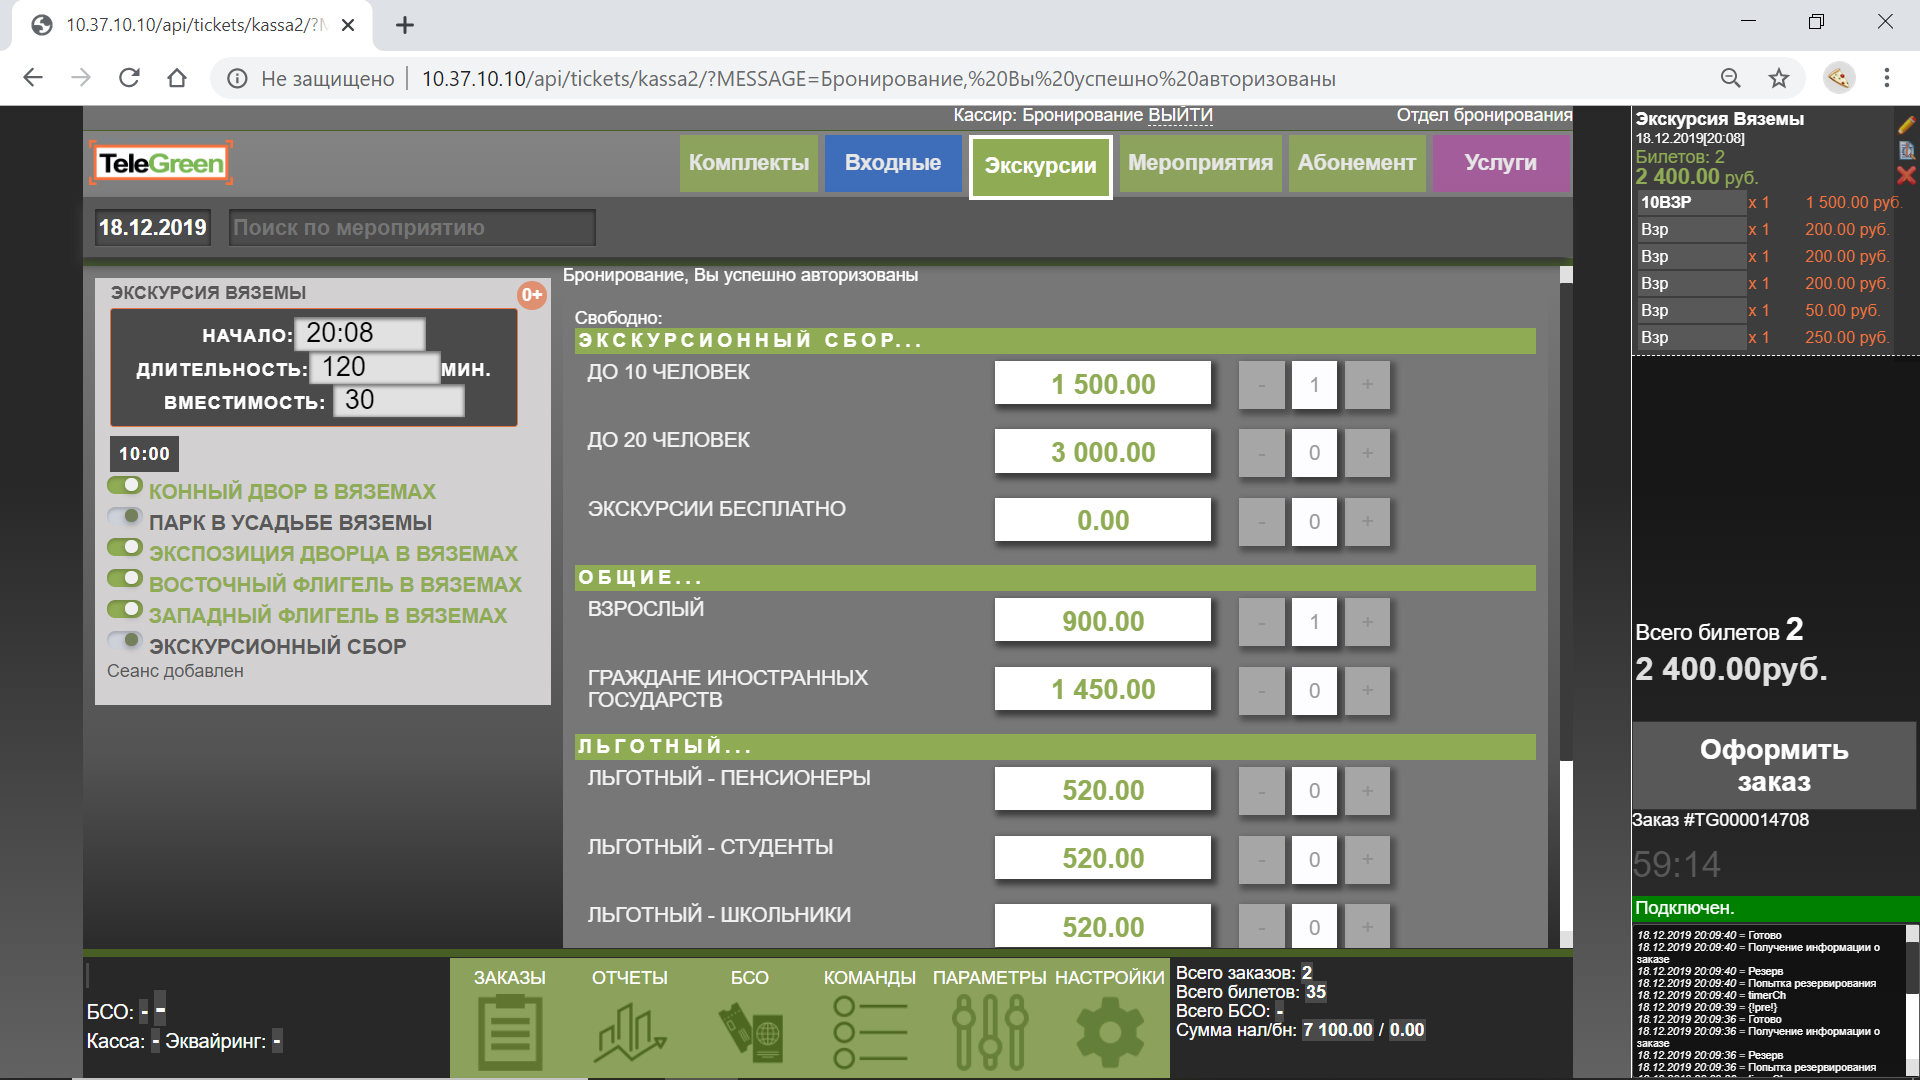 10.37.10.10/api/tickets/kassa2/?M
Не защищено
10.37.10.10/api/tickets/kassa2/?MESSAGE=Бронирование,%20Вы%20успешно%20авторизованы
Кассир: Бронирование ВЫЙТИ
Отдел бронирования
TeleGreen
Комплекты
Входные
Экскурсии
Мероприятия
Абонемент
Услуги
18.12.2019
Поиск по мероприятию
ЭКСКУРСИЯ ВЯЗЕМЫ
0+
НАЧАЛО: 20:08
ДЛИТЕЛЬНОСТЬ: 120 МИН.
ВМЕСТИМОСТЬ: 30
10:00
КОННЫЙ ДВОР В ВЯЗЕМАХ
ПАРК В УСАДЬБЕ ВЯЗЕМЫ
ЭКСПОЗИЦИЯ ДВОРЦА В ВЯЗЕМАХ
ВОСТОЧНЫЙ ФЛИГЕЛЬ В ВЯЗЕМАХ
ЗАПАДНЫЙ ФЛИГЕЛЬ В ВЯЗЕМАХ
ЭКСКУРСИОННЫЙ СБОР
Сеанс добавлен
Бронирование, Вы успешно авторизованы
Свободно:
ЭКСКУРСИОННЫЙ СБОР...
ДО 10 ЧЕЛОВЕК 1 500.00 - 1 +
ДО 20 ЧЕЛОВЕК 3 000.00 - 0 +
ЭКСКУРСИИ БЕСПЛАТНО 0.00 - 0 +
ОБЩИЕ...
ВЗРОСЛЫЙ 900.00 - 1 +
ГРАЖДАНЕ ИНОСТРАННЫХ
ГОСУДАРСТВ 1 450.00 - 0 +
ЛЬГОТНЫЙ...
ЛЬГОТНЫЙ - ПЕНСИОНЕРЫ 520.00 - 0 +
ЛЬГОТНЫЙ - СТУДЕНТЫ 520.00 - 0 +
ЛЬГОТНЫЙ - ШКОЛЬНИКИ 520.00 - 0 +
Экскурсия Вяземы
18.12.2019[20:08]
Билетов: 2
2 400.00 руб.
10ВЗР x 1 1 500.00 руб.
Взр x 1 200.00 руб.
Взр x 1 200.00 руб.
Взр x 1 200.00 руб.
Взр x 1 50.00 руб.
Взр x 1 250.00 руб.
Всего билетов 2
2 400.00руб.
Оформить
заказ
Заказ #TG000014708
59:14
Подключен.
18.12.2019 20:09:40 = Готово
18.12.2019 20:09:40 = Получение информации о
заказе
18.12.2019 20:09:40 = Резерв
18.12.2019 20:09:40 = Попытка резервирования
18.12.2019 20:09:40 = timerCh
18.12.2019 20:09:39 = {!pre!}
18.12.2019 20:09:36 = Готово
18.12.2019 20:09:36 = Получение информации о
заказе
18.12.2019 20:09:36 = Резерв
18.12.2019 20:09:36 = Попытка резервирования
БСО: - -
Касса: - Эквайринг: -
ЗАКАЗЫ
ОТЧЕТЫ
БСО
КОМАНДЫ
ПАРАМЕТРЫ
НАСТРОЙКИ
Всего заказов: 2
Всего билетов: 35
Всего БСО: -
Сумма нал/бн: 7 100.00 / 0.00